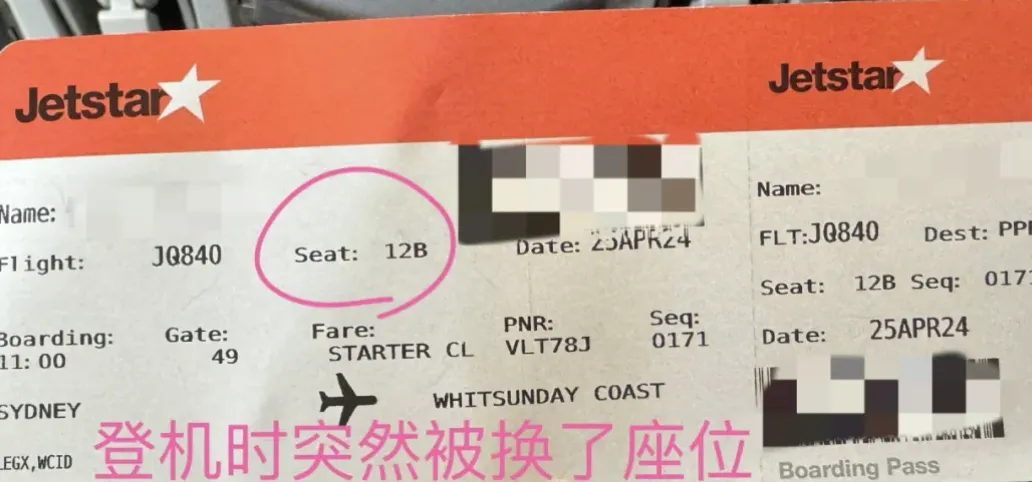 Jetstar
Jetstar
Name:
Flight: JQ840 Seat: 12B Date: 25APR24
Boarding: Gate: Fare: PNR: Seq:
11:00 49 STARTER CL VLT78J 0171
SYDNEY WHITSUNDAY COAST
LEGX,WCID
Name:
FLT:JQ840 Dest:
Seat: 12B Seq:
Date: 25APR24
Boarding Pass
登机时突然被换了座位